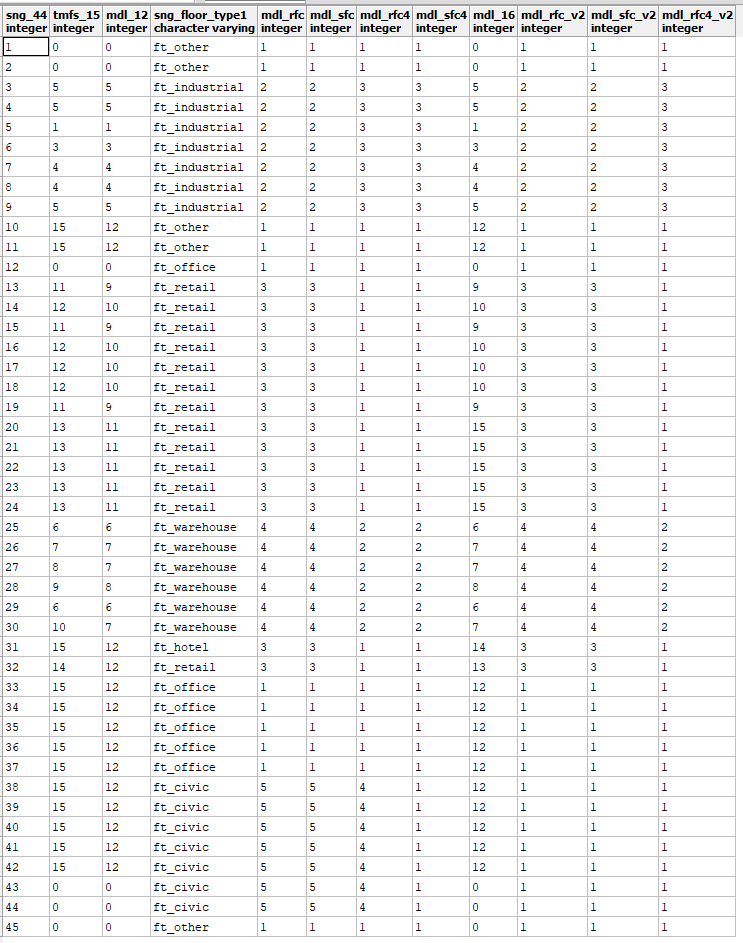 sng_44 tmfs_15 mdl_12 sng_floor_type1 mdl_rfc mdl_sfc mdl_rfc4 mdl_sfc4 mdl_16 mdl_rfc_v2 mdl_sfc_v2 mdl_rfc4_v2
integer integer integer character varying integer integer integer integer integer integer integer integer
1 0 0 ft_other 1 1 1 1 0 1 1 1
2 0 0 ft_other 1 1 1 1 0 1 1 1
3 5 5 ft_industrial 2 2 3 3 5 2 2 3
4 5 5 ft_industrial 2 2 3 3 5 2 2 3
5 1 1 ft_industrial 2 2 3 3 1 2 2 3
6 3 3 ft_industrial 2 2 3 3 3 2 2 3
7 4 4 ft_industrial 2 2 3 3 4 2 2 3
8 4 4 ft_industrial 2 2 3 3 4 2 2 3
9 5 5 ft_industrial 2 2 3 3 5 2 2 3
10 15 12 ft_other 1 1 1 1 12 1 1 1
11 15 12 ft_other 1 1 1 1 12 1 1 1
12 0 0 ft_office 1 1 1 1 0 1 1 1
13 11 9 ft_retail 3 3 1 1 9 3 3 1
14 12 10 ft_retail 3 3 1 1 10 3 3 1
15 11 9 ft_retail 3 3 1 1 9 3 3 1
16 12 10 ft_retail 3 3 1 1 10 3 3 1
17 12 10 ft_retail 3 3 1 1 10 3 3 1
18 12 10 ft_retail 3 3 1 1 10 3 3 1
19 11 9 ft_retail 3 3 1 1 9 3 3 1
20 13 11 ft_retail 3 3 1 1 15 3 3 1
21 13 11 ft_retail 3 3 1 1 15 3 3 1
22 13 11 ft_retail 3 3 1 1 15 3 3 1
23 13 11 ft_retail 3 3 1 1 15 3 3 1
24 13 11 ft_retail 3 3 1 1 15 3 3 1
25 6 6 ft_warehouse 4 4 2 2 6 4 4 2
26 7 7 ft_warehouse 4 4 2 2 7 4 4 2
27 8 7 ft_warehouse 4 4 2 2 7 4 4 2
28 9 8 ft_warehouse 4 4 2 2 8 4 4 2
29 6 6 ft_warehouse 4 4 2 2 6 4 4 2
30 10 7 ft_warehouse 4 4 2 2 7 4 4 2
31 15 12 ft_hotel 3 3 1 1 14 3 3 1
32 14 12 ft_retail 3 3 1 1 13 3 3 1
33 15 12 ft_office 1 1 1 1 12 1 1 1
34 15 12 ft_office 1 1 1 1 12 1 1 1
35 15 12 ft_office 1 1 1 1 12 1 1 1
36 15 12 ft_office 1 1 1 1 12 1 1 1
37 15 12 ft_office 1 1 1 1 12 1 1 1
38 15 12 ft_civic 5 5 4 1 12 1 1 1
39 15 12 ft_civic 5 5 4 1 12 1 1 1
40 15 12 ft_civic 5 5 4 1 12 1 1 1
41 15 12 ft_civic 5 5 4 1 12 1 1 1
42 15 12 ft_civic 5 5 4 1 12 1 1 1
43 0 0 ft_civic 5 5 4 1 0 1 1 1
44 0 0 ft_civic 5 5 4 1 0 1 1 1
45 0 0 ft_other 1 1 1 1 0 1 1 1